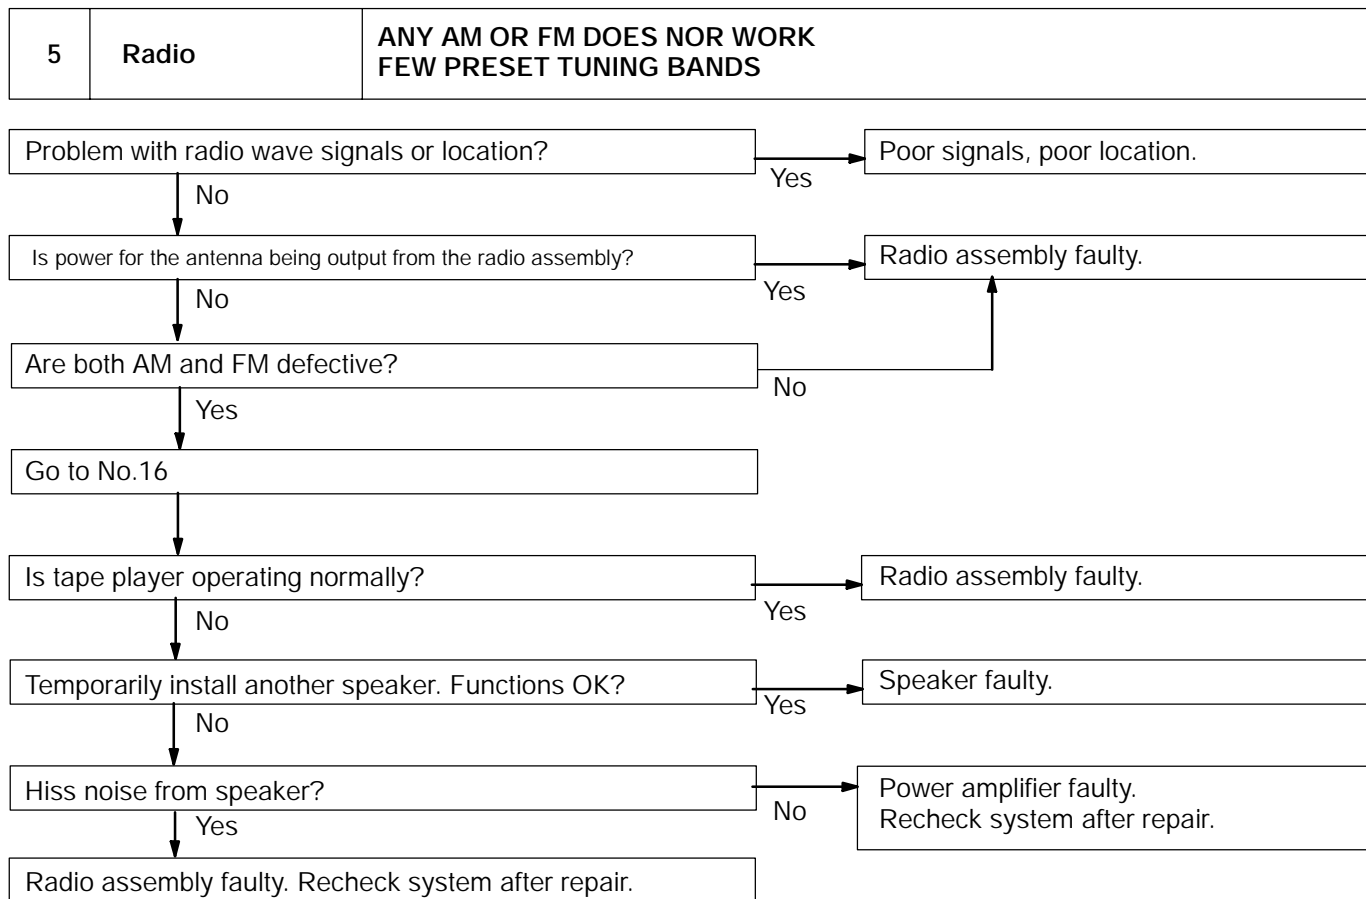 5 Radio ANY AM OR FM DOES NOR WORK
FEW PRESET TUNING BANDS
Problem with radio wave signals or location?
Yes
Poor signals, poor location.
No
Is power for the antenna being output from the radio assembly?
Yes
Radio assembly faulty.
No
Are both AM and FM defective?
No
Yes
Go to No.16
Is tape player operating normally?
Yes
Radio assembly faulty.
No
Temporarily install another speaker. Functions OK?
Yes
Speaker faulty.
No
Hiss noise from speaker?
No
Power amplifier faulty.
Recheck system after repair.
Yes
Radio assembly faulty. Recheck system after repair.